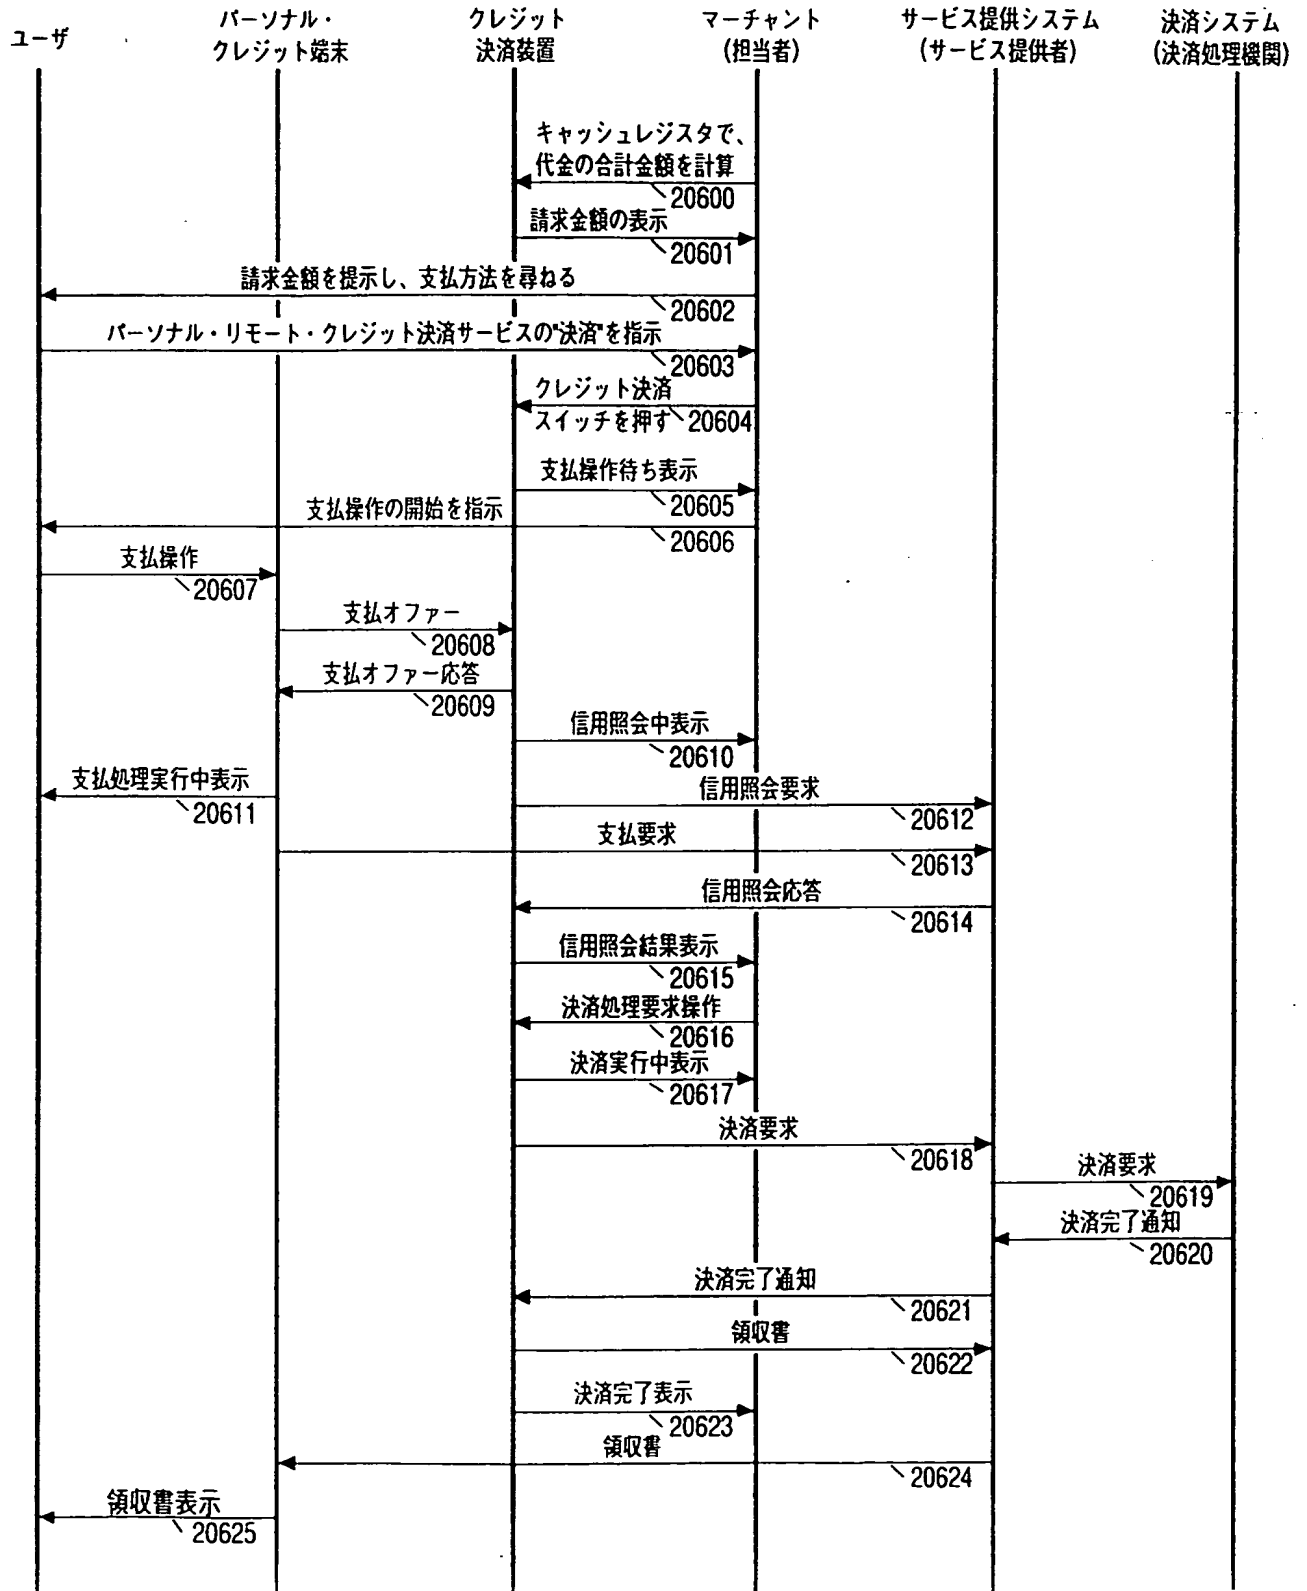 ユーザ
パーソナル・
クレジット端末
クレジット
決済装置
マーチャント
(担当者)
サービス提供システム
(サービス提供者)
決済システム
(決済処理機関)
キャッシュレジスタで、
代金の合計金額を計算
20600
請求金額の表示
20601
請求金額を提示し、支払方法を尋ねる
20602
パーソナル・リモート・クレジット決済サービスの"決済"を指示
20603
クレジット決済
スイッチを押す
20604
支払操作待ち表示
20605
支払操作の開始を指示
20606
支払操作
20607
支払オファー
20608
支払オファー応答
20609
信用照会中表示
20610
支払処理実行中表示
20611
信用照会要求
20612
支払要求
20613
信用照会応答
20614
信用照会結果表示
20615
決済処理要求操作
20616
決済実行中表示
20617
決済要求
20618
決済要求
20619
決済完了通知
20620
決済完了通知
20621
領収書
20622
決済完了表示
20623
領収書
20624
領収書表示
20625